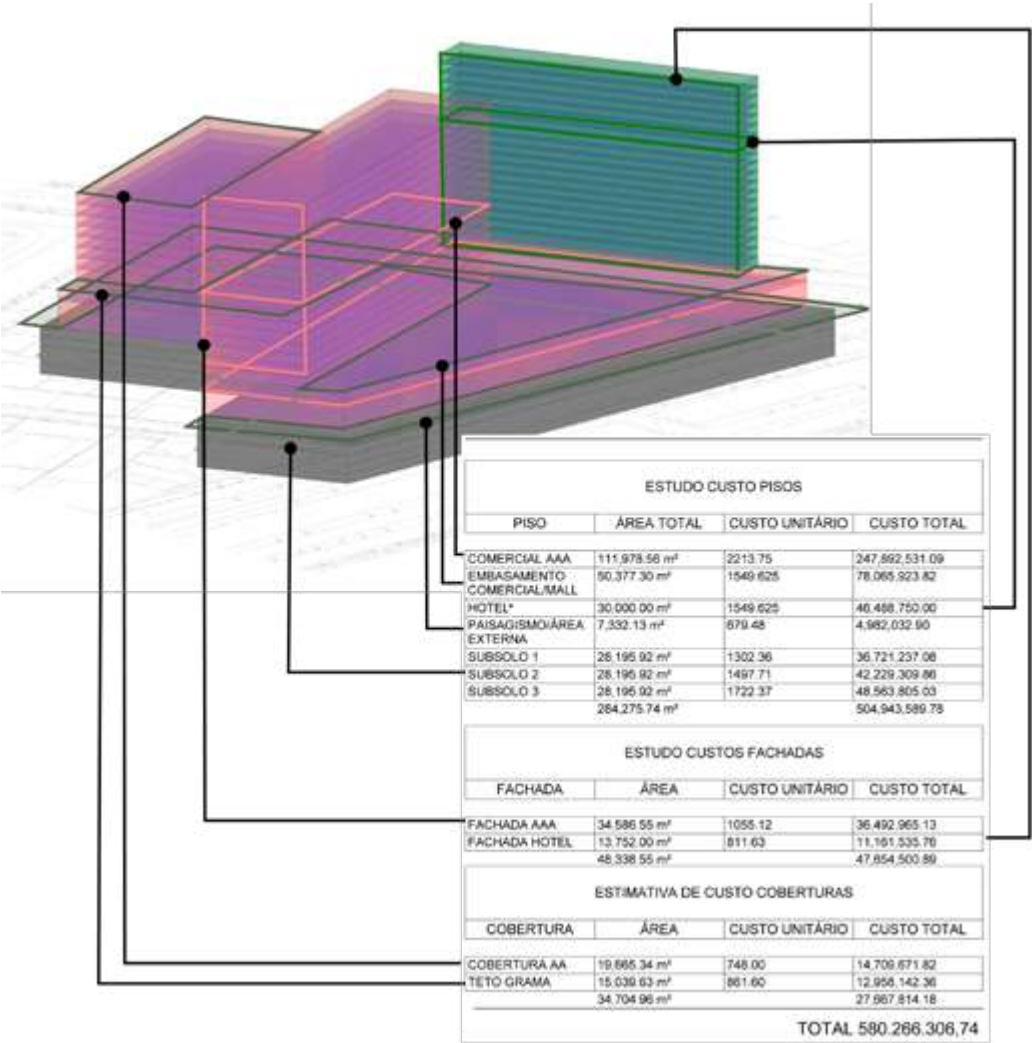 ESTUDO CUSTO PISOS
PISO ÁREA TOTAL CUSTO UNITÁRIO CUSTO TOTAL
COMERCIAL AAA 111,978.56 m² 2213.75 247,892,531.09
EMBASAMENTO 50,377.30 m² 1549.625 78,065,923.82
COMERCIAL/MALL
HOTEL* 30,000.00 m² 1549.625 46,488,750.00
PAISAGISMO/ÁREA 7,332.13 m² 679.48 4,982,032.90
EXTERNA
SUBSOLO 1 28,195.92 m² 1302.36 36,721,237.08
SUBSOLO 2 28,195.92 m² 1497.71 42,229,309.86
SUBSOLO 3 28,195.92 m² 1722.37 48,563,805.03
284,275.74 m² 504,943,589.78
ESTUDO CUSTOS FACHADAS
FACHADA ÁREA CUSTO UNITÁRIO CUSTO TOTAL
FACHADA AAA 34,586.55 m² 1055.12 36,492,965.13
FACHADA HOTEL 13,752.00 m² 811.63 11,161,535.76
48,338.55 m² 47,654,500.89
ESTIMATIVA DE CUSTO COBERTURAS
COBERTURA ÁREA CUSTO UNITÁRIO CUSTO TOTAL
COBERTURA AA 19,665.34 m² 748.00 14,709,671.82
TETO GRAMA 15,039.63 m² 861.60 12,958,142.36
34,704.96 m² 27,667,814.18
TOTAL 580.266.306,74